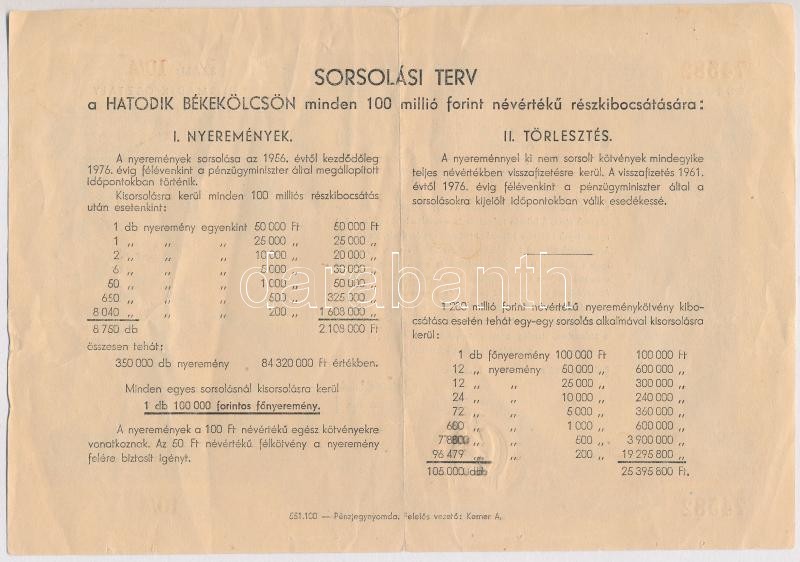 SORSOLÁSI TERV
a HATODIK BÉKEKÖLCSÖN minden 100 millió forint névértékű részkibocsátására:
I. NYEREMÉNYEK.
A nyeremények sorsolása az 1956. évtől kezdődőleg
1976. évig félévenkint a pénzügyminiszter által megállapított
időpontokban történik.
Kisorsolásra kerül minden 100 milliós részkibocsátás
után esetenkint:
1 db nyeremény egyenkint 50 000 Ft 50 000 Ft
1 „ „ „ 25 000 „ 25 000 „
2 „ „ „ 10 000 „ 20 000 „
6 „ „ „ 5 000 „ 30 000 „
50 „ „ „ 1 000 „ 50 000 „
650 „ „ „ 500 „ 325 000 „
8 040 „ „ „ 200 „ 1 608 000 „
8 750 db 2.108 000 Ft
összesen tehát:
350 000 db nyeremény 84 320 000 Ft értékben.
Minden egyes sorsolásnál kisorsolásra kerül
1 db 100 000 forintos főnyeremény.
A nyeremények a 100 Ft névértékű egész kötvényekre
vonatkoznak. Az 50 Ft névértékű félkötvény a nyeremény
felére biztosít igényt.
II. TÖRLESZTÉS.
A nyereménnyel ki nem sorsolt kötvények mindegyike
teljes névértékben visszafizetésre kerül. A visszafizetés 1961.
évtől 1976. évig félévenkint a pénzügyminiszter által a
sorsolásokra kijelölt időpontokban válik esedékessé.
1 200 millió forint névértékű nyereménykötvény kibo-
csátása esetén tehát egy-egy sorsolás alkalmával kisorsolásra
kerül:
1 db főnyeremény 100 000 Ft 100 000 Ft
12 „ nyeremény 50 000 „ 600 000 „
12 „ „ 25 000 „ 300 000 „
24 „ „ 10 000 „ 240 000 „
72 „ „ 5 000 „ 360 000 „
600 „ „ 1 000 „ 600 000 „
7 800 „ „ 500 „ 3 900 000 „
96 479 „ „ 200 „ 19 295 800 „
105 000 db 25 395 800 Ft.
551.100 — Pénzjegynyomda. Felelős vezető: Kerner A.
darabanth